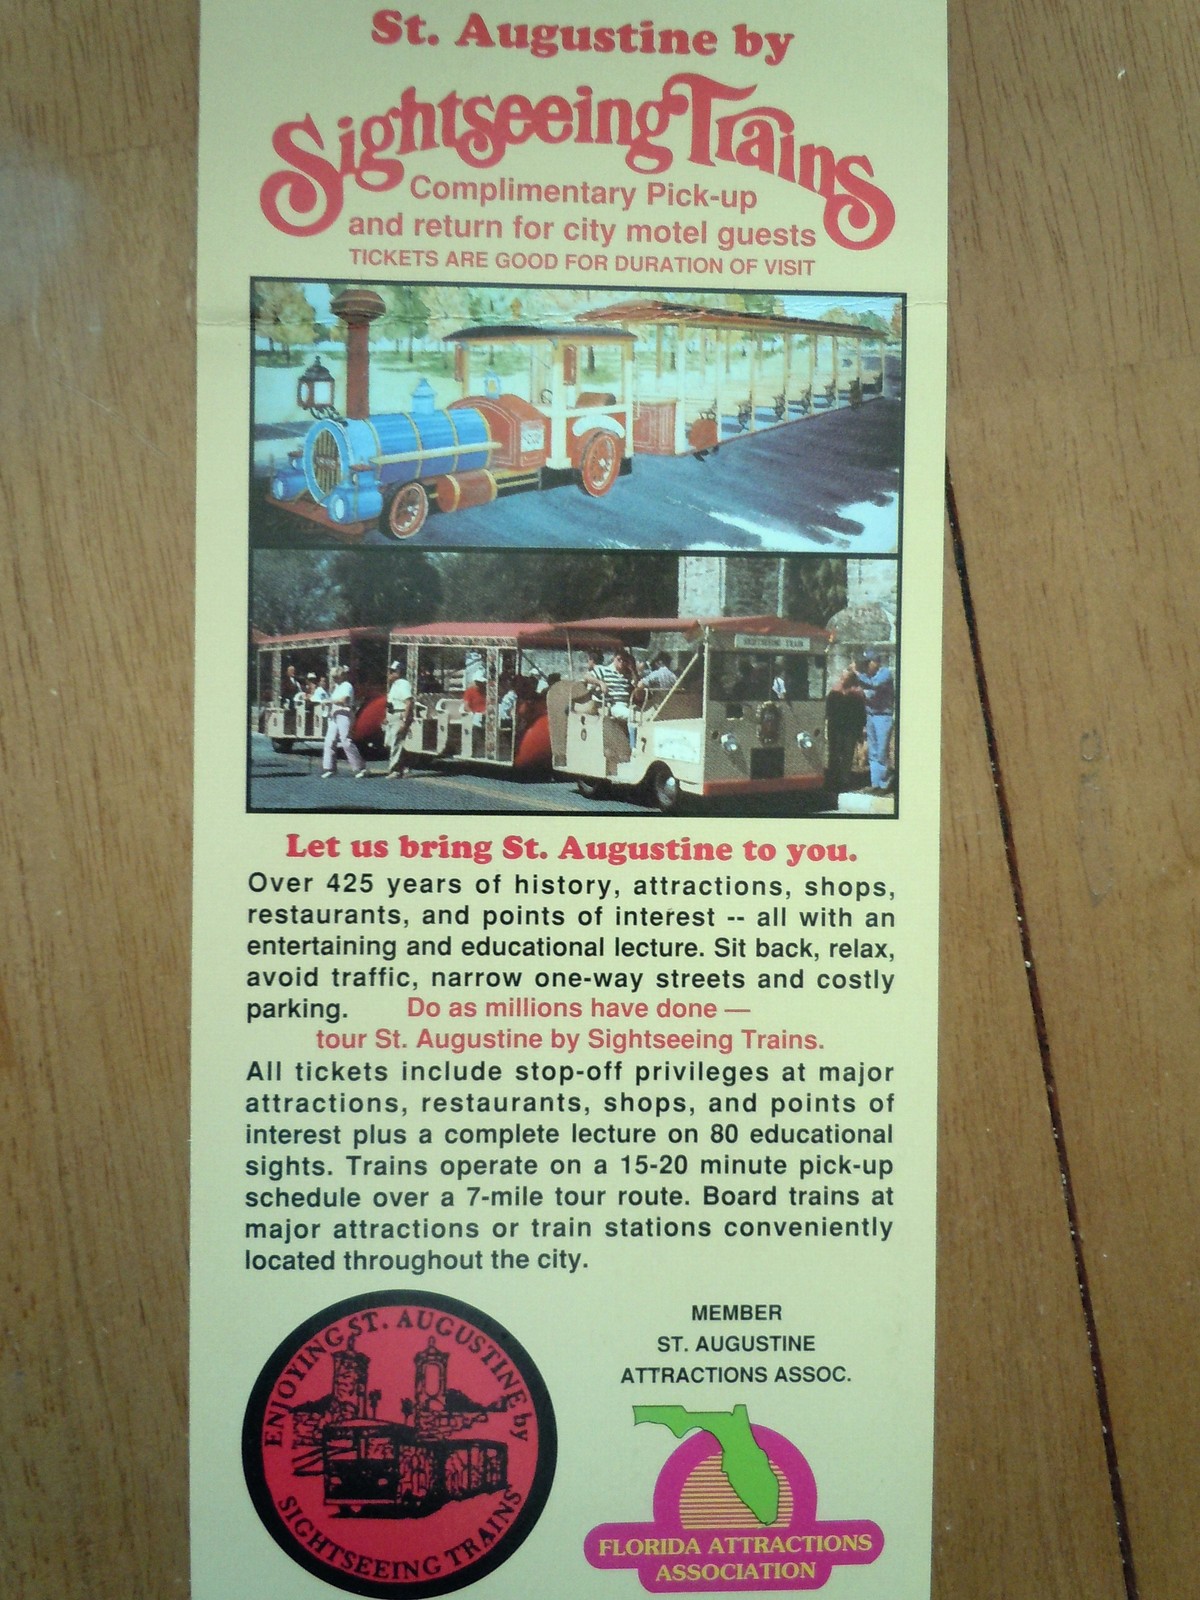 St. Augustine by
Sightseeing Trains
Complimentary Pick-up
and return for city motel guests
TICKETS ARE GOOD FOR DURATION OF VISIT
SIGHTSEEING TRAIN
7
Let us bring St. Augustine to you.
Over 425 years of history, attractions, shops,
restaurants, and points of interest -- all with an
entertaining and educational lecture. Sit back, relax,
avoid traffic, narrow one-way streets and costly
parking. Do as millions have done —
tour St. Augustine by Sightseeing Trains.
All tickets include stop-off privileges at major
attractions, restaurants, shops, and points of
interest plus a complete lecture on 80 educational
sights. Trains operate on a 15-20 minute pick-up
schedule over a 7-mile tour route. Board trains at
major attractions or train stations conveniently
located throughout the city.
ENJOYING ST. AUGUSTINE by
SIGHTSEEING TRAINS
MEMBER
ST. AUGUSTINE
ATTRACTIONS ASSOC.
FLORIDA ATTRACTIONS
ASSOCIATION